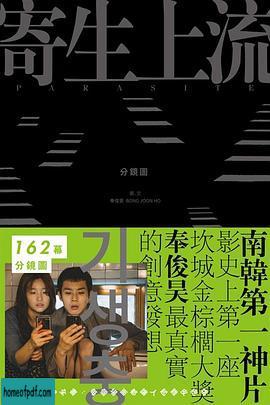 寄生上流
PARASITE
分鏡圖
奉俊昊 BONG JOON HO
기생충
162幕
分鏡圖
南韓第一神片
影史上第一座
坎城金棕櫚大獎
奉俊昊最真實
的創意發想
homeofpdf.com